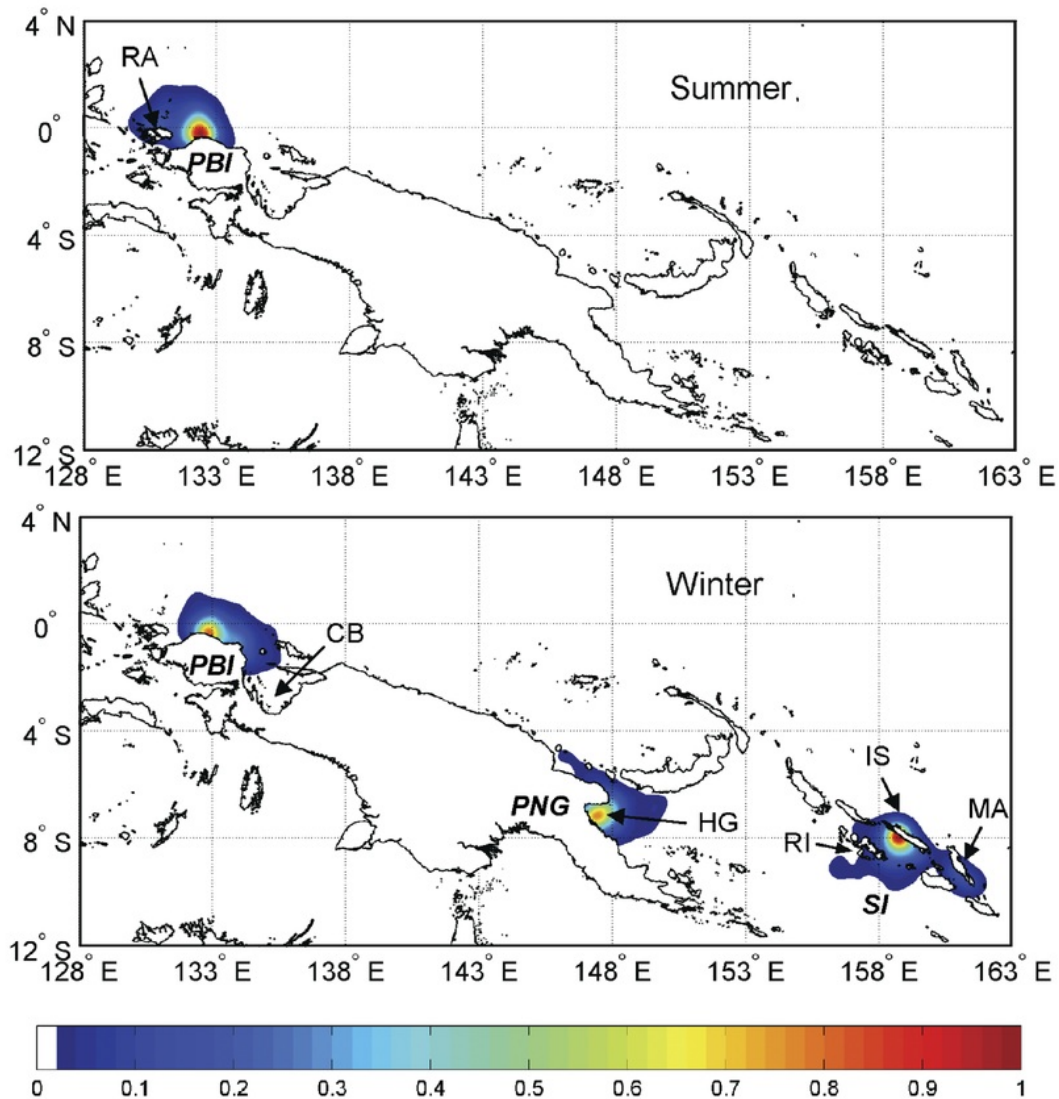 4° N
RA
Summer
0°
PBI
4° S
8° S
12° S
128° E 133° E 138° E 143° E 148° E 153° E 158° E 163° E
4° N
Winter
0°
CB
PBI
4° S
IS
PNG
MA
HG
RI
8° S
SI
12° S
128° E 133° E 138° E 143° E 148° E 153° E 158° E 163° E
0 0.1 0.2 0.3 0.4 0.5 0.6 0.7 0.8 0.9 1